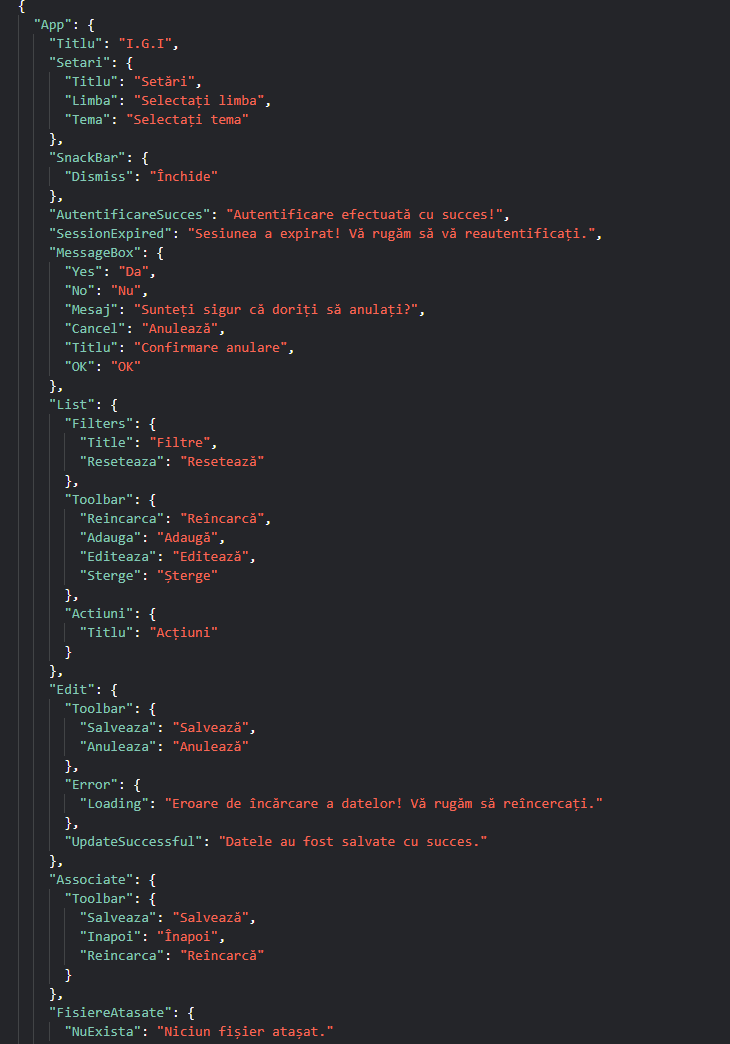 {
"App": {
"Titlu": "I.G.I",
"Setari": {
"Titlu": "Setări",
"Limba": "Selectați limba",
"Tema": "Selectați tema"
},
"SnackBar": {
"Dismiss": "Închide"
},
"AutentificareSucces": "Autentificare efectuată cu succes!",
"SessionExpired": "Sesiunea a expirat! Vă rugăm să vă reautentificați.",
"MessageBox": {
"Yes": "Da",
"No": "Nu",
"Mesaj": "Sunteți sigur că doriți să anulați?",
"Cancel": "Anulează",
"Titlu": "Confirmare anulare",
"OK": "OK"
},
"List": {
"Filters": {
"Title": "Filtre",
"Reseteaza": "Resetează"
},
"Toolbar": {
"Reincarca": "Reîncarcă",
"Adauga": "Adaugă",
"Editeaza": "Editează",
"Sterge": "Șterge"
},
"Actiuni": {
"Titlu": "Acțiuni"
}
},
"Edit": {
"Toolbar": {
"Salveaza": "Salvează",
"Anuleaza": "Anulează"
},
"Error": {
"Loading": "Eroare de încărcare a datelor! Vă rugăm să reîncercați."
},
"UpdateSuccessful": "Datele au fost salvate cu succes."
},
"Associate": {
"Toolbar": {
"Salveaza": "Salvează",
"Inapoi": "Înapoi",
"Reincarca": "Reîncarcă"
}
},
"FisiereAtasate": {
"NuExista": "Niciun fișier atașat."